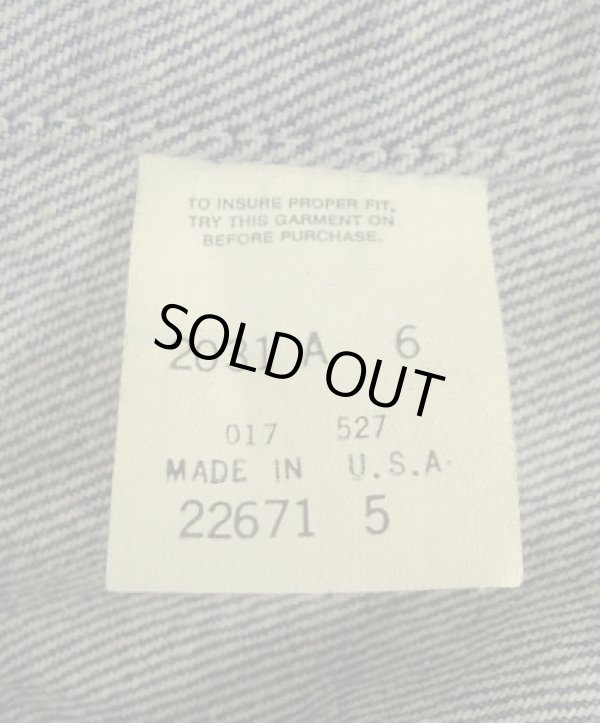 TO INSURE PROPER FIT.
TRY THIS GARMENT ON
BEFORE PURCHASE.
A 6
SOLD OUT
017 527
MADE IN U.S.A.
22671 5